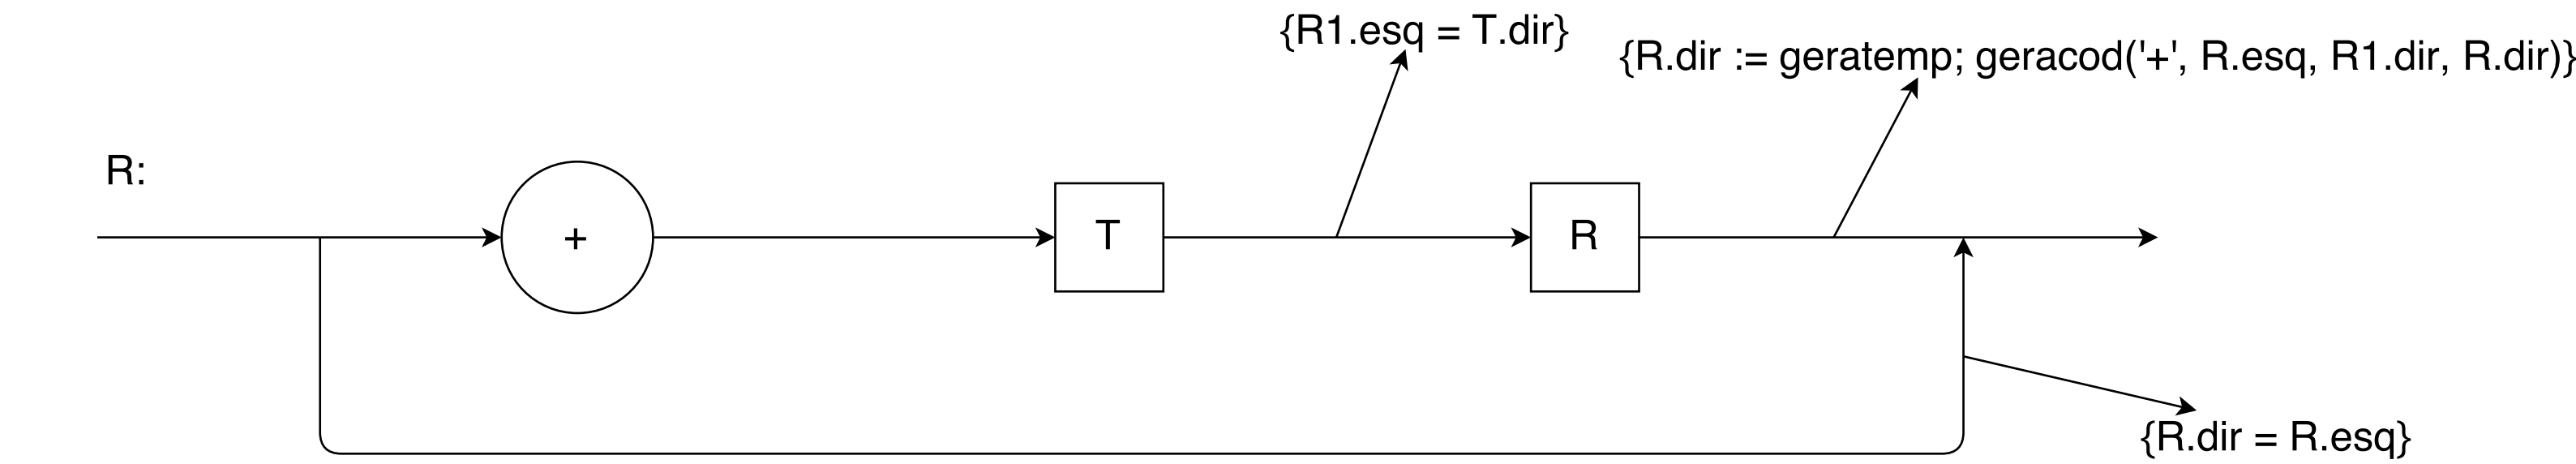 {R1.esq = T.dir}
{R.dir := geratemp; geracod('+', R.esq, R1.dir, R.dir)}
R:
+
T
R
{R.dir = R.esq}